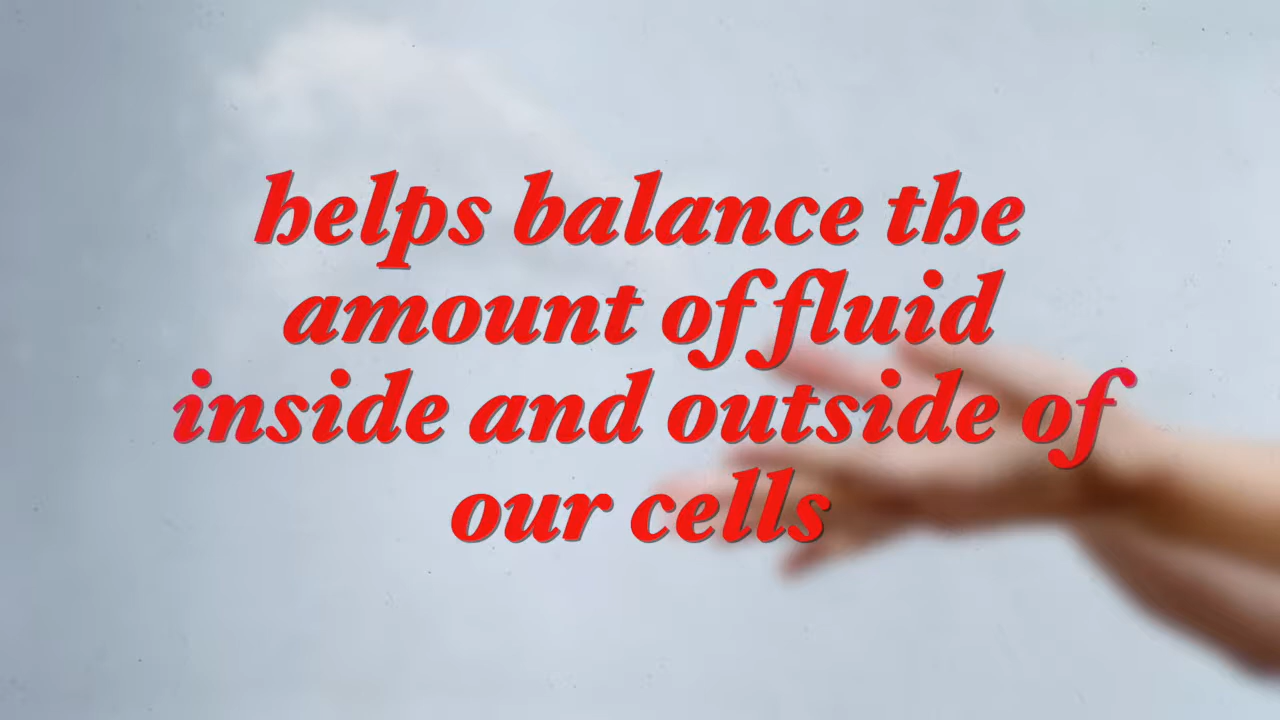 helps balance the
amount of fluid
inside and outside of
our cells